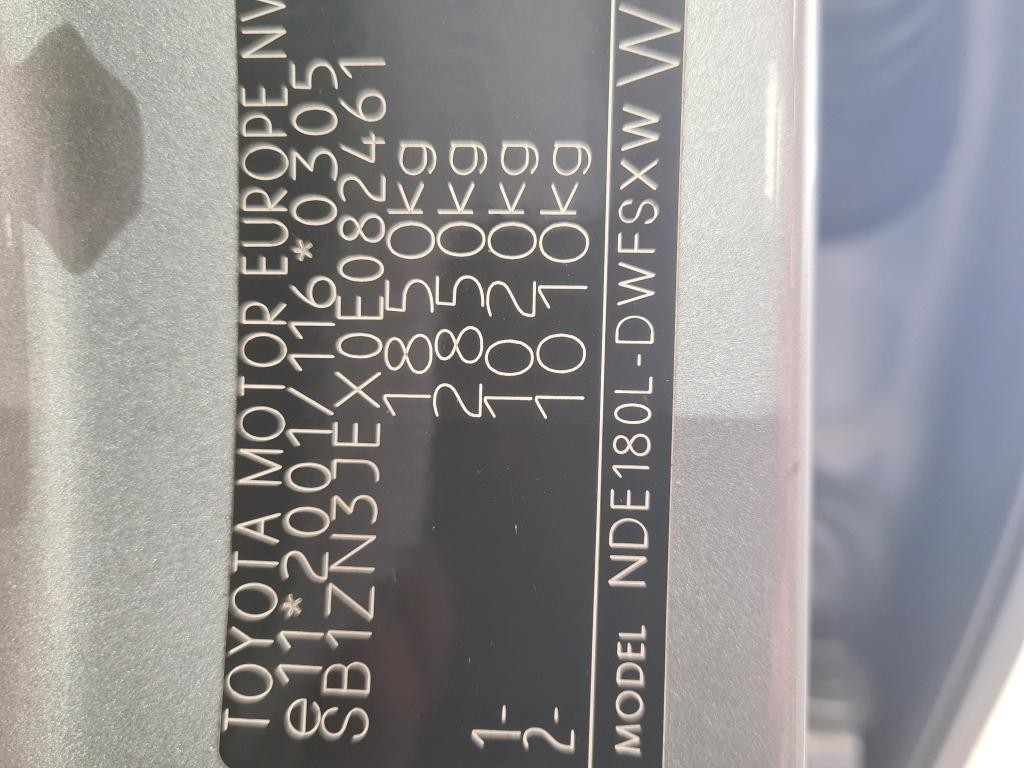 TOYOTA MOTOR EUROPE NV
e11*2001/116*0305
SB1ZN3JEX0E082461
1850kg
2850kg
1- 1020kg
2- 1010kg
MODEL NDE180L-DWFSXW W